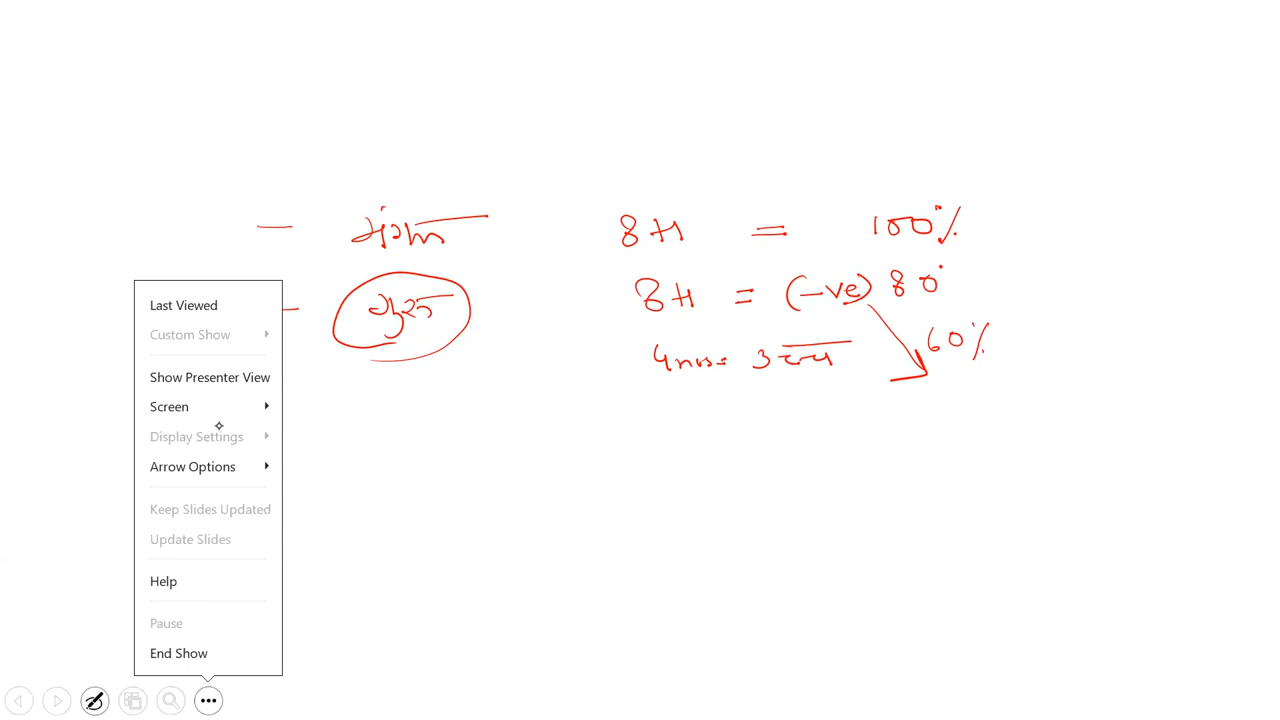 - मंगल 8H = 100%
- 8H = (-ve) 80
60%
Last Viewed
Custom Show
Show Presenter View
Screen
Display Settings
Arrow Options
Keep Slides Updated
Update Slides
Help
Pause
End Show